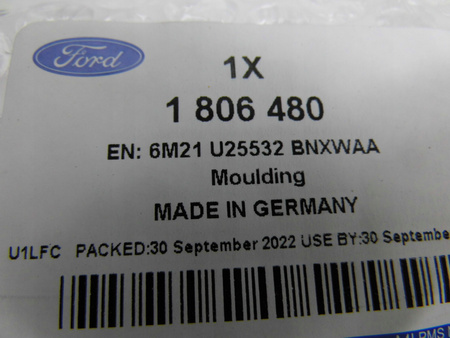 Ford
1X
1 806 480
EN: 6M21 U25532 BNXWAA
Moulding
MADE IN GERMANY
U1LFC PACKED:30 September 2022 USE BY:30 Septembe